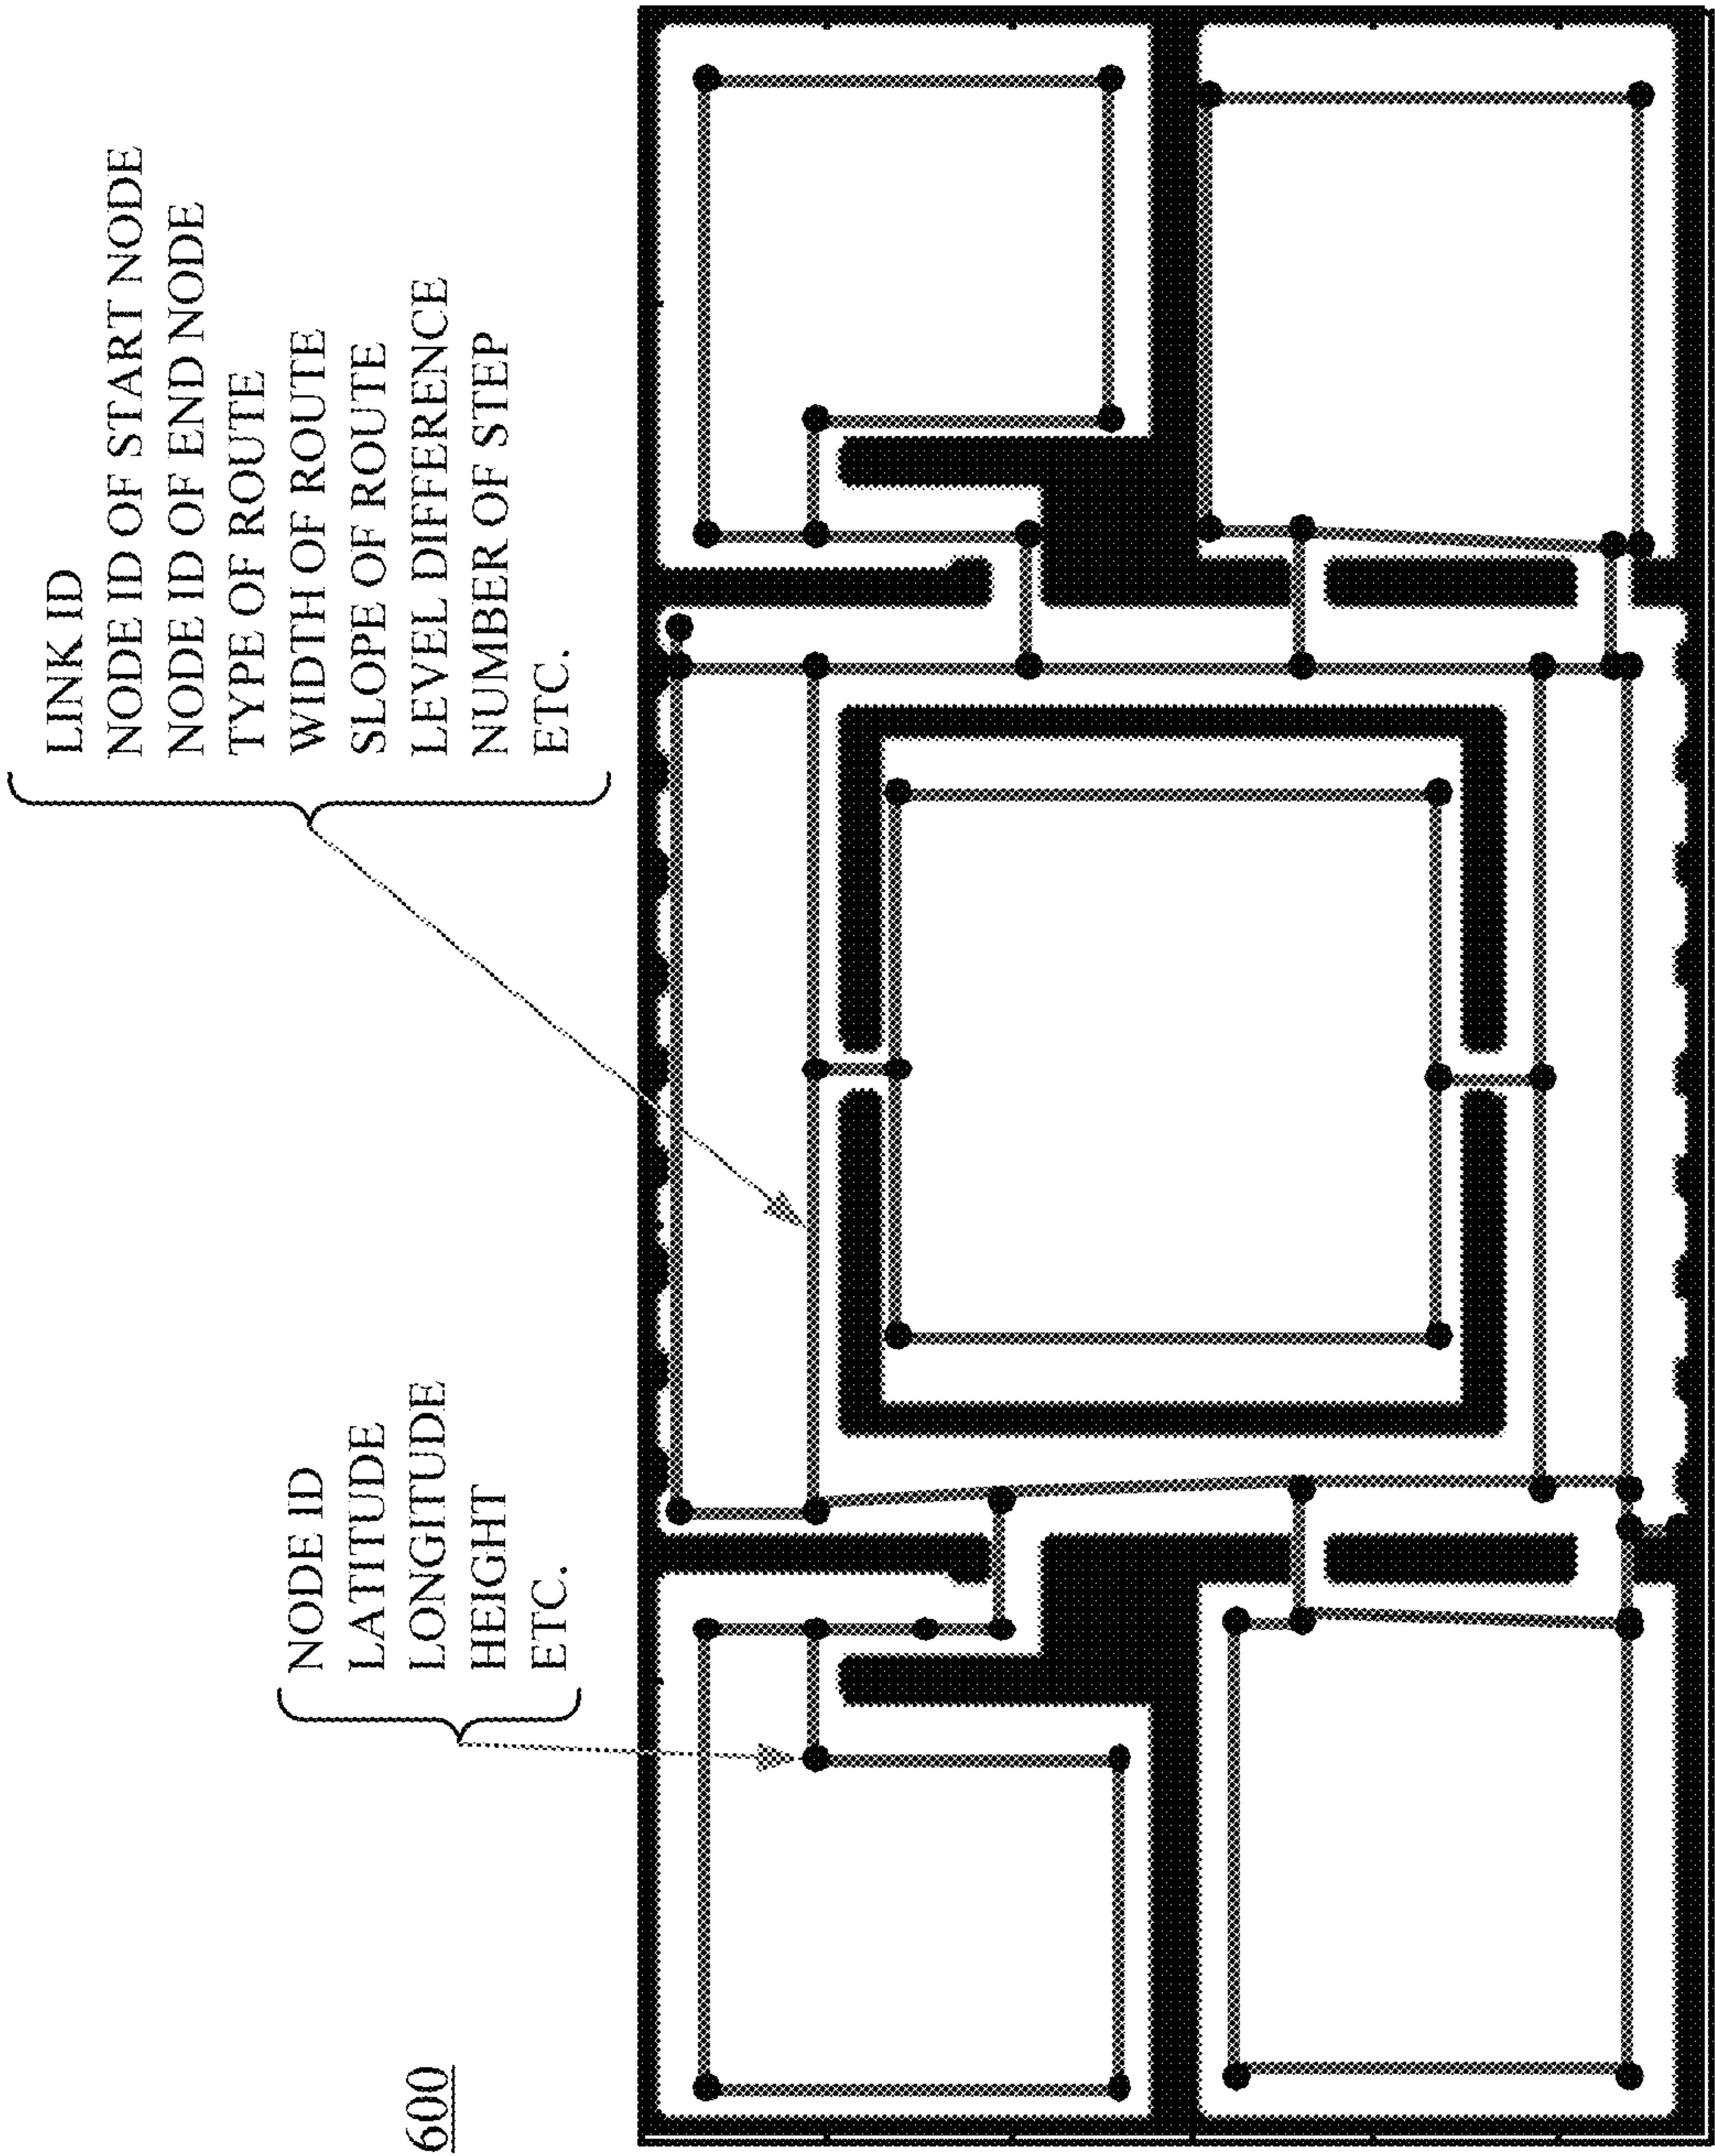 600
NODE ID
LATITUDE
LONGITUDE
HEIGHT
ETC.
LINK ID
NODE ID OF START NODE
NODE ID OF END NODE
TYPE OF ROUTE
WIDTH OF ROUTE
SLOPE OF ROUTE
LEVEL DIFFERENCE
NUMBER OF STEP
ETC.